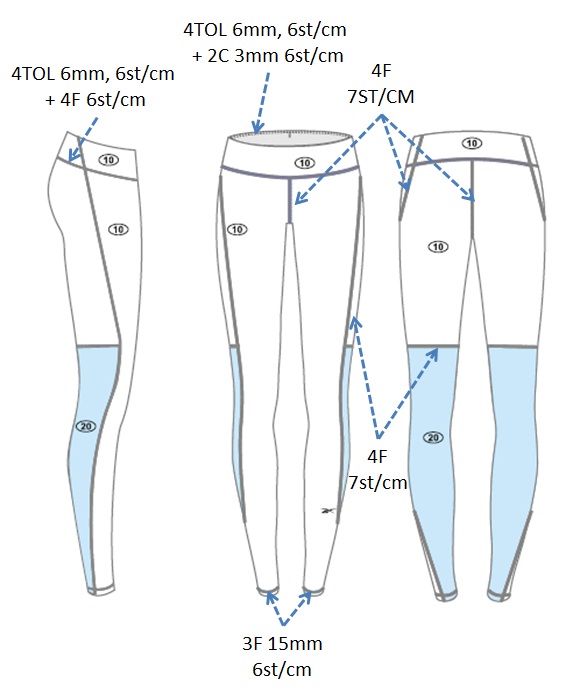 4TOL 6mm, 6st/cm
+ 2C 3mm 6st/cm
4TOL 6mm, 6st/cm
+ 4F 6st/cm
4F
7ST/CM
10
10
10
10
10
10
20
20
4F
7st/cm
3F 15mm
6st/cm